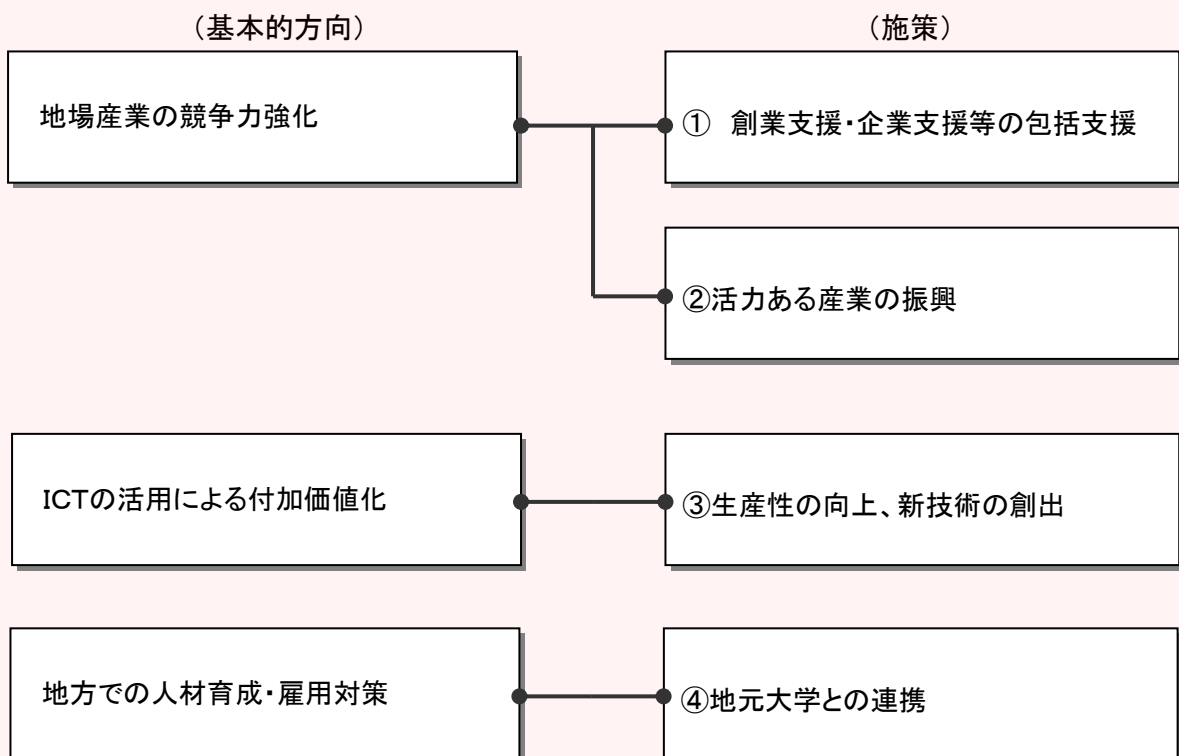 （基本的方向）
（施策）
地場産業の競争力強化
① 創業支援・企業支援等の包括支援
②活力ある産業の振興
ICTの活用による付加価値化
③生産性の向上、新技術の創出
地方での人材育成・雇用対策
④地元大学との連携